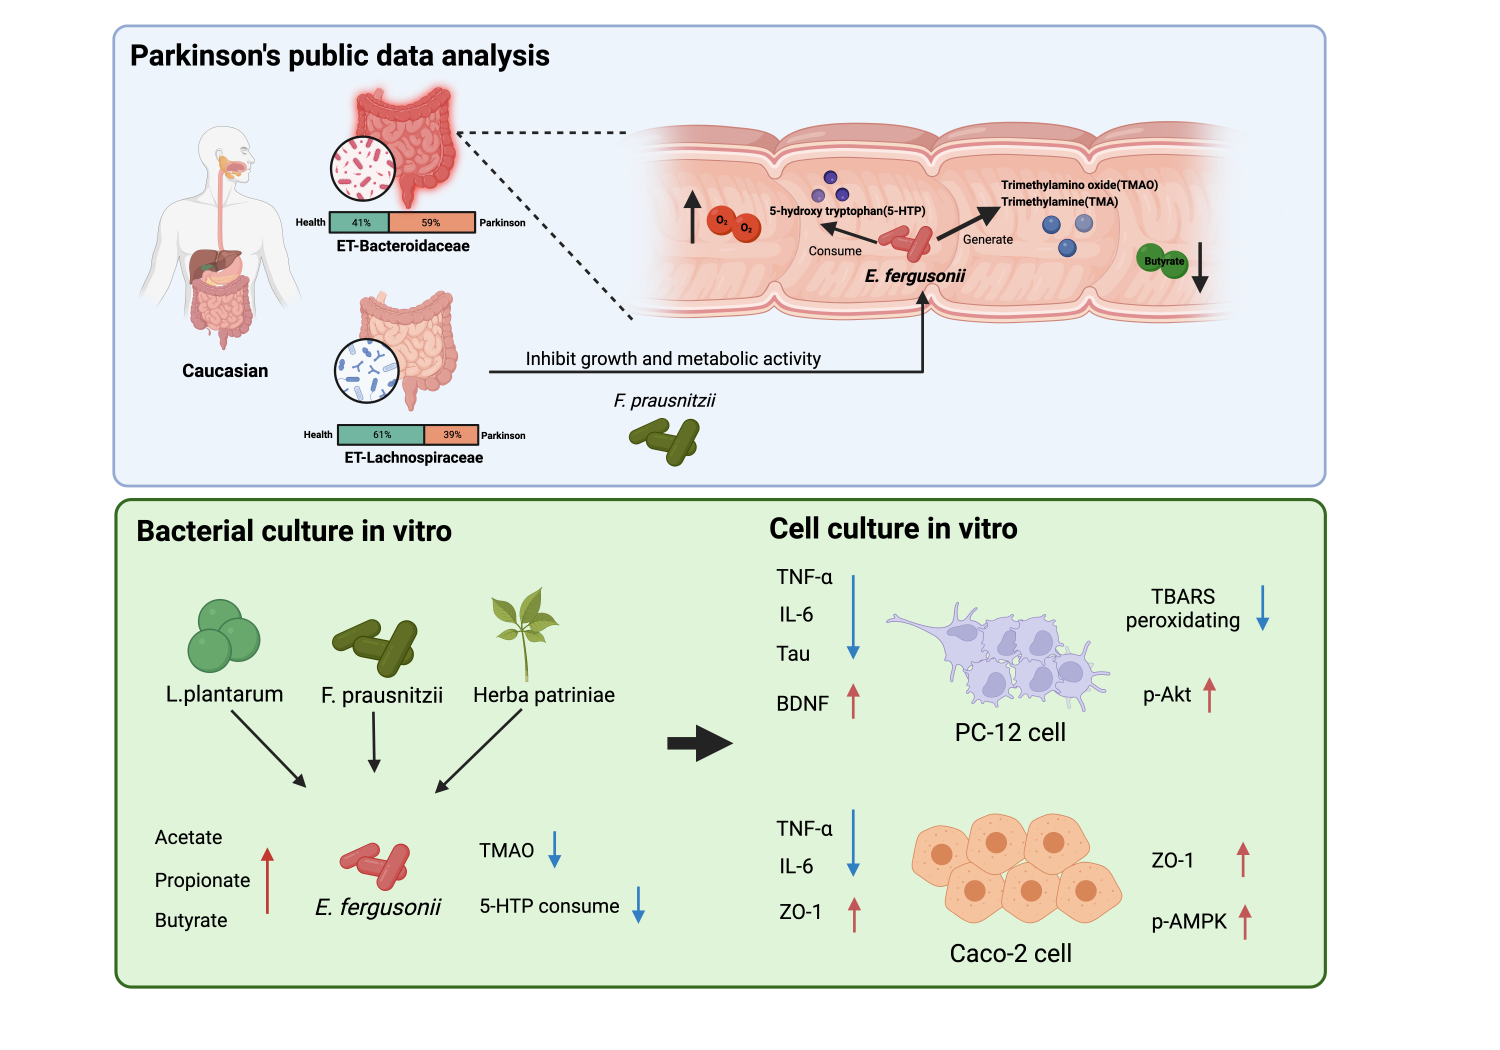 Parkinson's public data analysis
Health 41% 59% Parkinson
ET-Bacteroidaceae
Caucasian
Health 61% 39% Parkinson
ET-Lachnospiraceae
O₂ O₂
5-hydroxy tryptophan(5-HTP)
Consume
E. fergusonii
Generate
Trimethylamino oxide(TMAO)
Trimethylamine(TMA)
Butyrate
Inhibit growth and metabolic activity
F. prausnitzii
Bacterial culture in vitro
L.plantarum
F. prausnitzii
Herba patriniae
Acetate
Propionate
Butyrate
E. fergusonii
TMAO
5-HTP consume
Cell culture in vitro
TNF-α
IL-6
Tau
BDNF
PC-12 cell
TBARS
peroxidating
p-Akt
TNF-α
IL-6
ZO-1
Caco-2 cell
ZO-1
p-AMPK